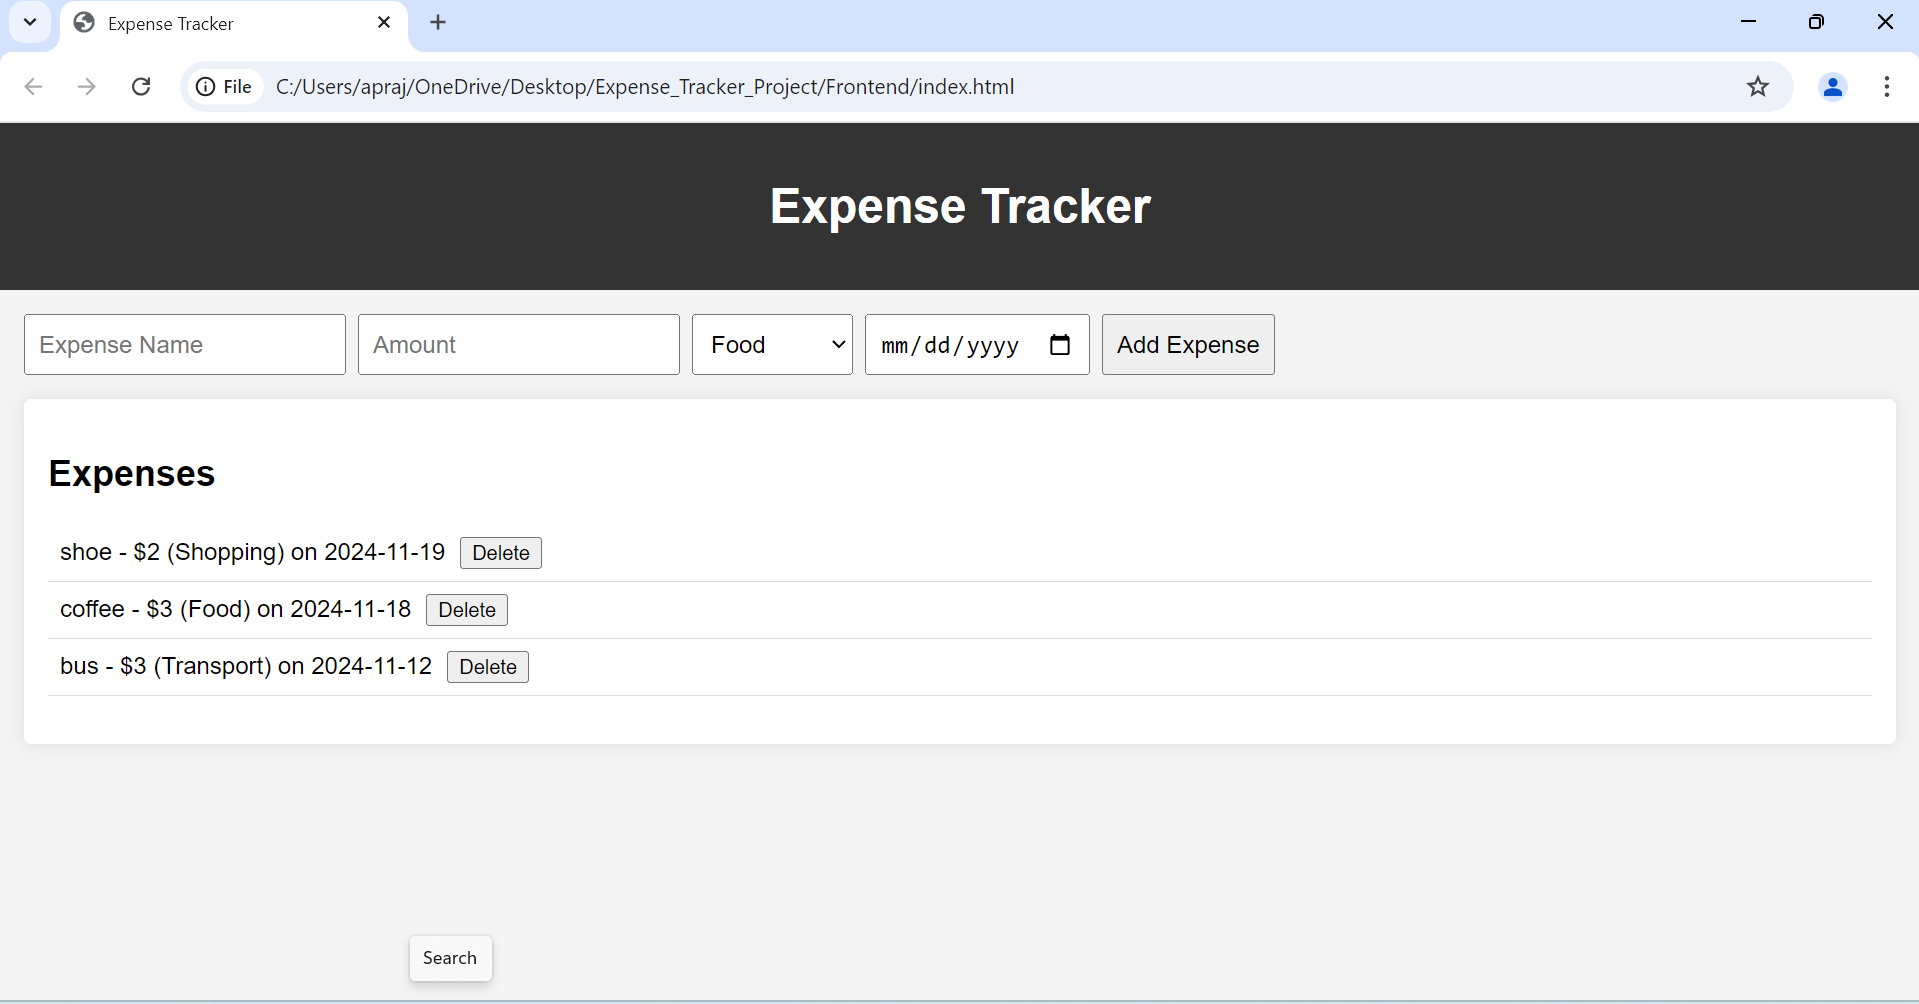 Expense Tracker
File C:/Users/apraj/OneDrive/Desktop/Expense_Tracker_Project/Frontend/index.html
Expense Tracker
Expense Name Amount Food mm/dd/yyyy Add Expense
Expenses
shoe - $2 (Shopping) on 2024-11-19 Delete
coffee - $3 (Food) on 2024-11-18 Delete
bus - $3 (Transport) on 2024-11-12 Delete
Search